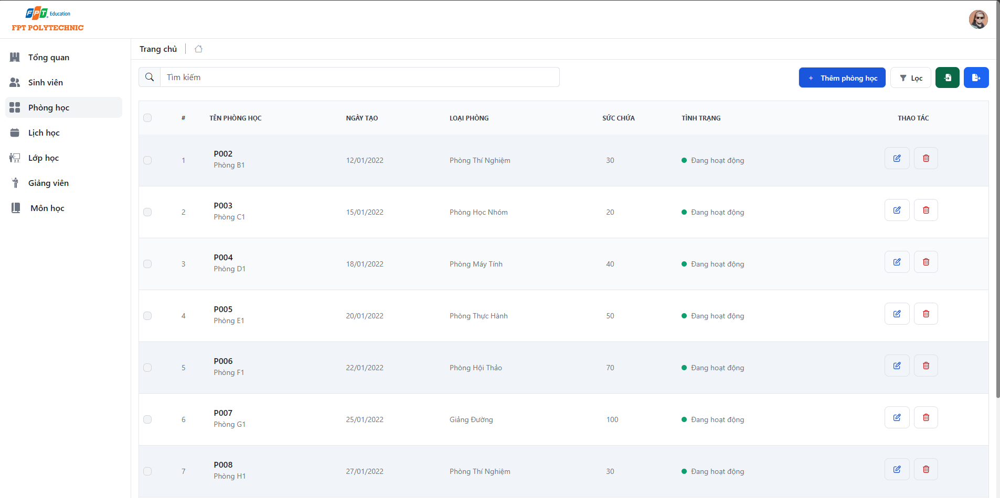 FPT Education
FPT POLYTECHNIC
Trang chủ
Tổng quan
Sinh viên
Phòng học
Lịch học
Lớp học
Giảng viên
Môn học
Tìm kiếm
+ Thêm phòng học
Lọc
# TÊN PHÒNG HỌC NGÀY TẠO LOẠI PHÒNG SỨC CHỨA TÌNH TRẠNG THAO TÁC
1 P002 12/01/2022 Phòng Thí Nghiệm 30 Đang hoạt động
Phòng B1
2 P003 15/01/2022 Phòng Học Nhóm 20 Đang hoạt động
Phòng C1
3 P004 18/01/2022 Phòng Máy Tính 40 Đang hoạt động
Phòng D1
4 P005 20/01/2022 Phòng Thực Hành 50 Đang hoạt động
Phòng E1
5 P006 22/01/2022 Phòng Hội Thảo 70 Đang hoạt động
Phòng F1
6 P007 25/01/2022 Giảng Đường 100 Đang hoạt động
Phòng G1
7 P008 27/01/2022 Phòng Thí Nghiệm 30 Đang hoạt động
Phòng H1